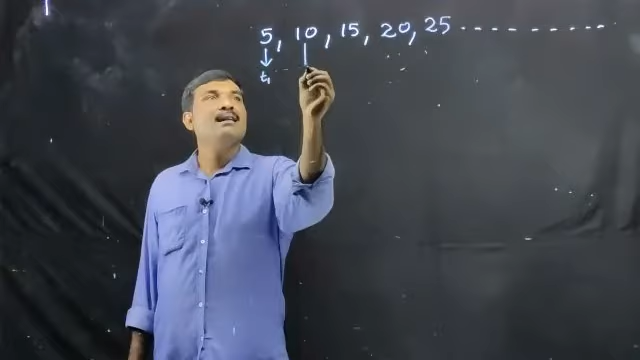 5, 10, 15, 20, 25 ----------
↓
t₁